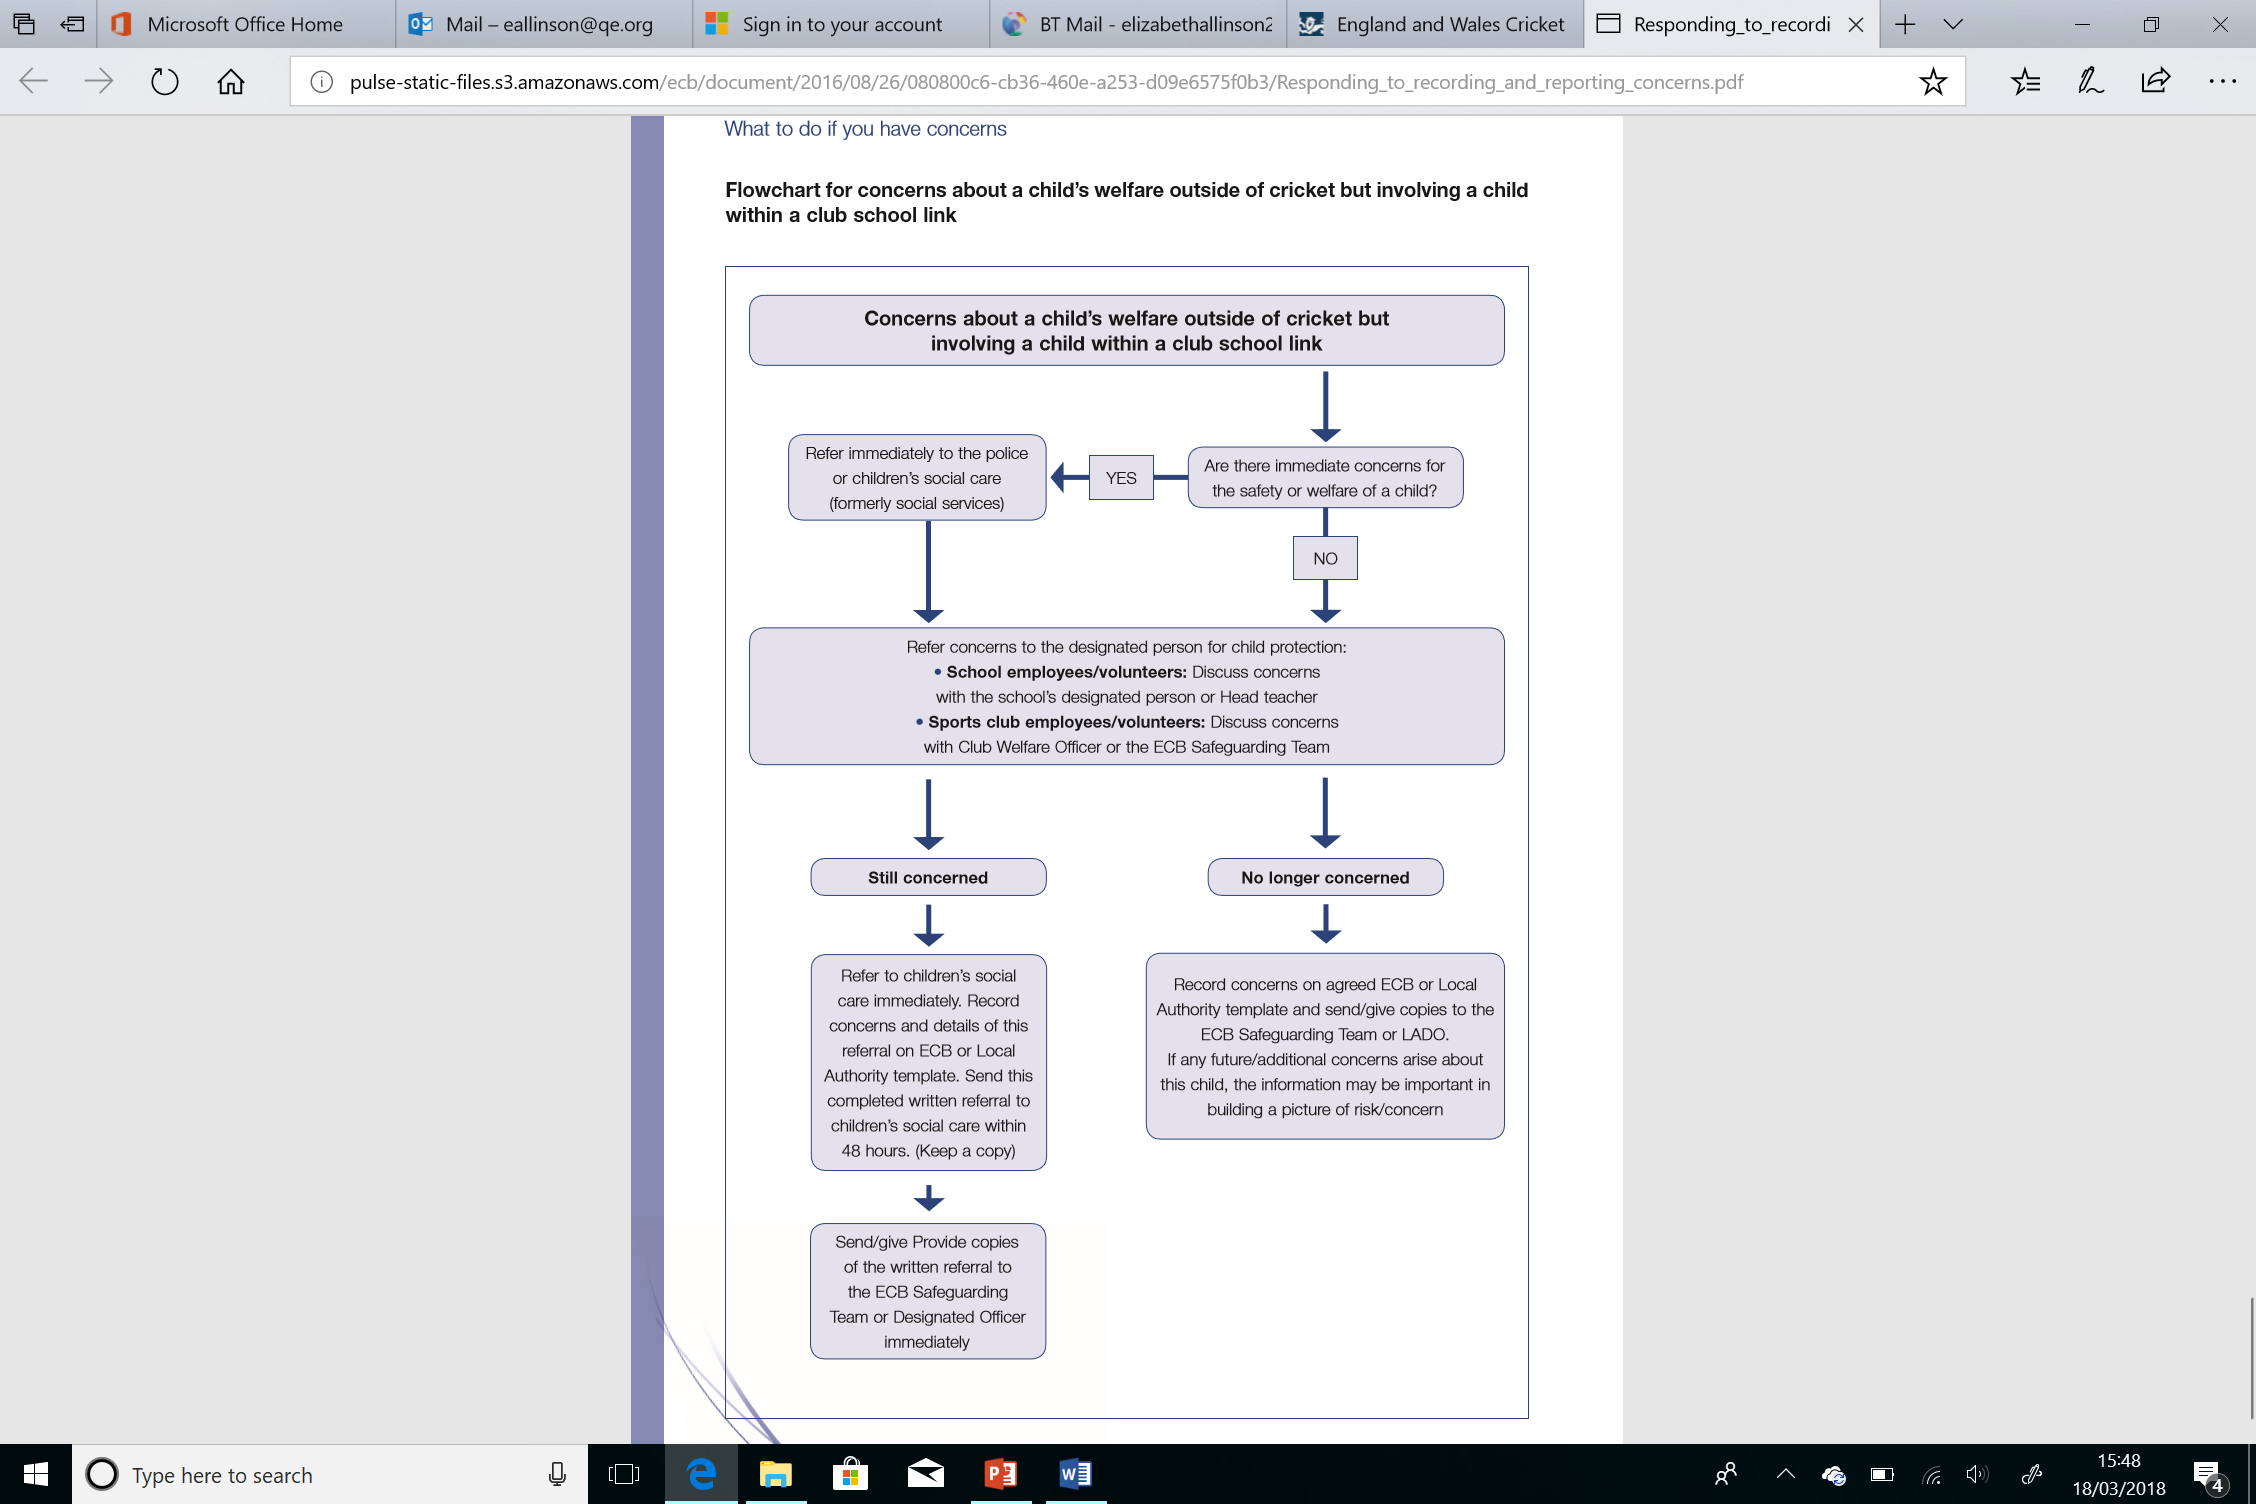 Microsoft Office Home
Mail – eallinson@qe.org
Sign in to your account
BT Mail - elizabethallinson2
England and Wales Cricket
Responding_to_recordi
pulse-static-files.s3.amazonaws.com/ecb/document/2016/08/26/080800c6-cb36-460e-a253-d09e6575f0b3/Responding_to_recording_and_reporting_concerns.pdf
What to do if you have concerns
Flowchart for concerns about a child's welfare outside of cricket but involving a child
within a club school link
Concerns about a child's welfare outside of cricket but
involving a child within a club school link
Refer immediately to the police
or children's social care
(formerly social services)
YES
Are there immediate concerns for
the safety or welfare of a child?
NO
Refer concerns to the designated person for child protection:
• School employees/volunteers: Discuss concerns
with the school's designated person or Head teacher
• Sports club employees/volunteers: Discuss concerns
with Club Welfare Officer or the ECB Safeguarding Team
Still concerned
No longer concerned
Refer to children's social
care immediately. Record
concerns and details of this
referral on ECB or Local
Authority template. Send this
completed written referral to
children's social care within
48 hours. (Keep a copy)
Record concerns on agreed ECB or Local
Authority template and send/give copies to the
ECB Safeguarding Team or LADO.
If any future/additional concerns arise about
this child, the information may be important in
building a picture of risk/concern
Send/give Provide copies
of the written referral to
the ECB Safeguarding
Team or Designated Officer
immediately
Type here to search
15:48
18/03/2018
4